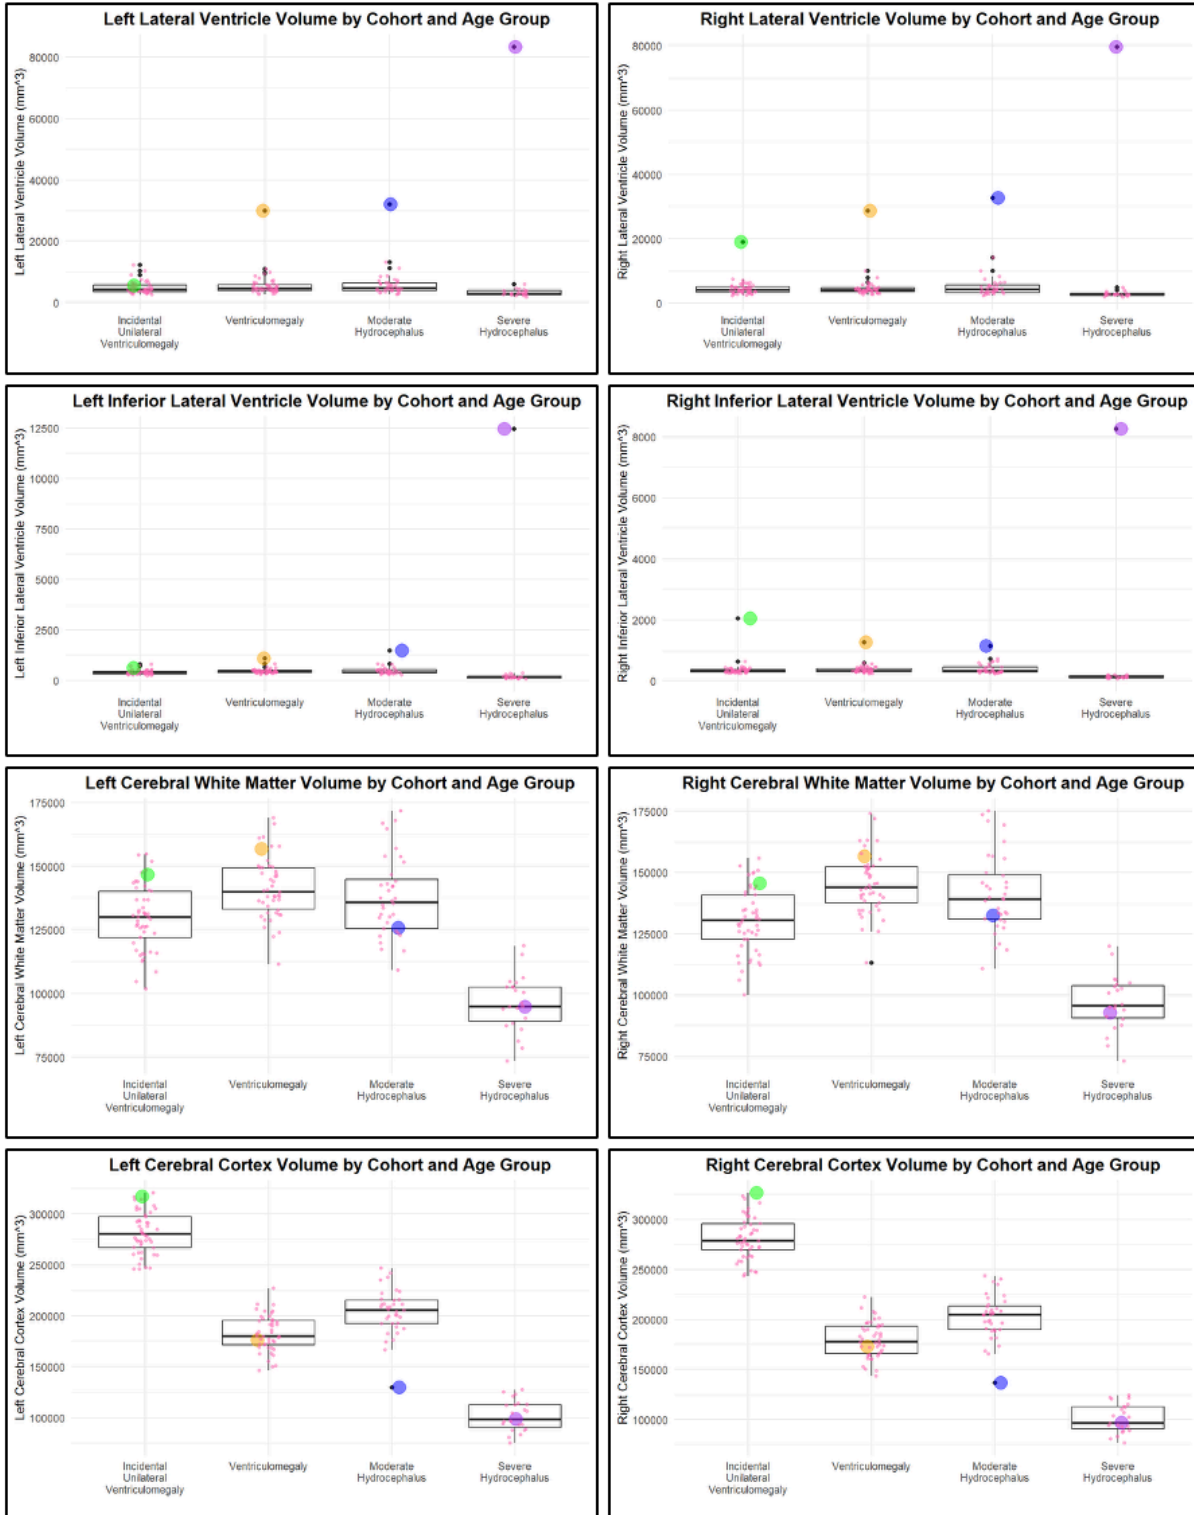 Left Lateral Ventricle Volume by Cohort and Age Group
Left Lateral Ventricle Volume (mm^3)
80000
60000
40000
20000
0
Incidental
Unilateral
Ventriculomegaly
Ventriculomegaly
Moderate
Hydrocephalus
Severe
Hydrocephalus
Right Lateral Ventricle Volume by Cohort and Age Group
Right Lateral Ventricle Volume (mm^3)
80000
60000
40000
20000
0
Incidental
Unilateral
Ventriculomegaly
Ventriculomegaly
Moderate
Hydrocephalus
Severe
Hydrocephalus
Left Inferior Lateral Ventricle Volume by Cohort and Age Group
Left Inferior Lateral Ventricle Volume (mm^3)
12500
10000
7500
5000
2500
0
Incidental
Unilateral
Ventriculomegaly
Ventriculomegaly
Moderate
Hydrocephalus
Severe
Hydrocephalus
Right Inferior Lateral Ventricle Volume by Cohort and Age Group
Right Inferior Lateral Ventricle Volume (mm^3)
8000
6000
4000
2000
0
Incidental
Unilateral
Ventriculomegaly
Ventriculomegaly
Moderate
Hydrocephalus
Severe
Hydrocephalus
Left Cerebral White Matter Volume by Cohort and Age Group
Left Cerebral White Matter Volume (mm^3)
175000
150000
125000
100000
75000
Incidental
Unilateral
Ventriculomegaly
Ventriculomegaly
Moderate
Hydrocephalus
Severe
Hydrocephalus
Right Cerebral White Matter Volume by Cohort and Age Group
Right Cerebral White Matter Volume (mm^3)
175000
150000
125000
100000
75000
Incidental
Unilateral
Ventriculomegaly
Ventriculomegaly
Moderate
Hydrocephalus
Severe
Hydrocephalus
Left Cerebral Cortex Volume by Cohort and Age Group
Left Cerebral Cortex Volume (mm^3)
300000
250000
200000
150000
100000
Incidental
Unilateral
Ventriculomegaly
Ventriculomegaly
Moderate
Hydrocephalus
Severe
Hydrocephalus
Right Cerebral Cortex Volume by Cohort and Age Group
Right Cerebral Cortex Volume (mm^3)
300000
250000
200000
150000
100000
Incidental
Unilateral
Ventriculomegaly
Ventriculomegaly
Moderate
Hydrocephalus
Severe
Hydrocephalus